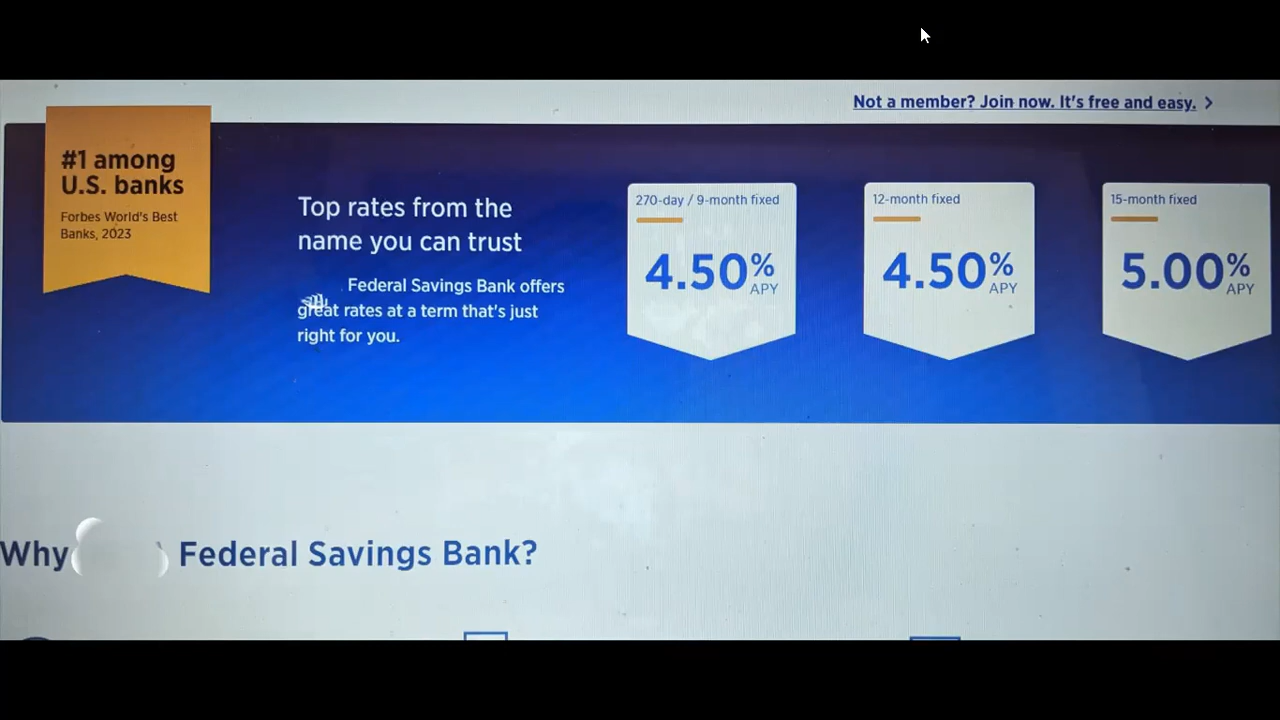 Not a member? Join now. It's free and easy. >
#1 among
U.S. banks
Forbes World's Best
Banks, 2023
Top rates from the
name you can trust
Federal Savings Bank offers
great rates at a term that's just
right for you.
270-day / 9-month fixed
4.50% APY
12-month fixed
4.50% APY
15-month fixed
5.00% APY
Why Federal Savings Bank?